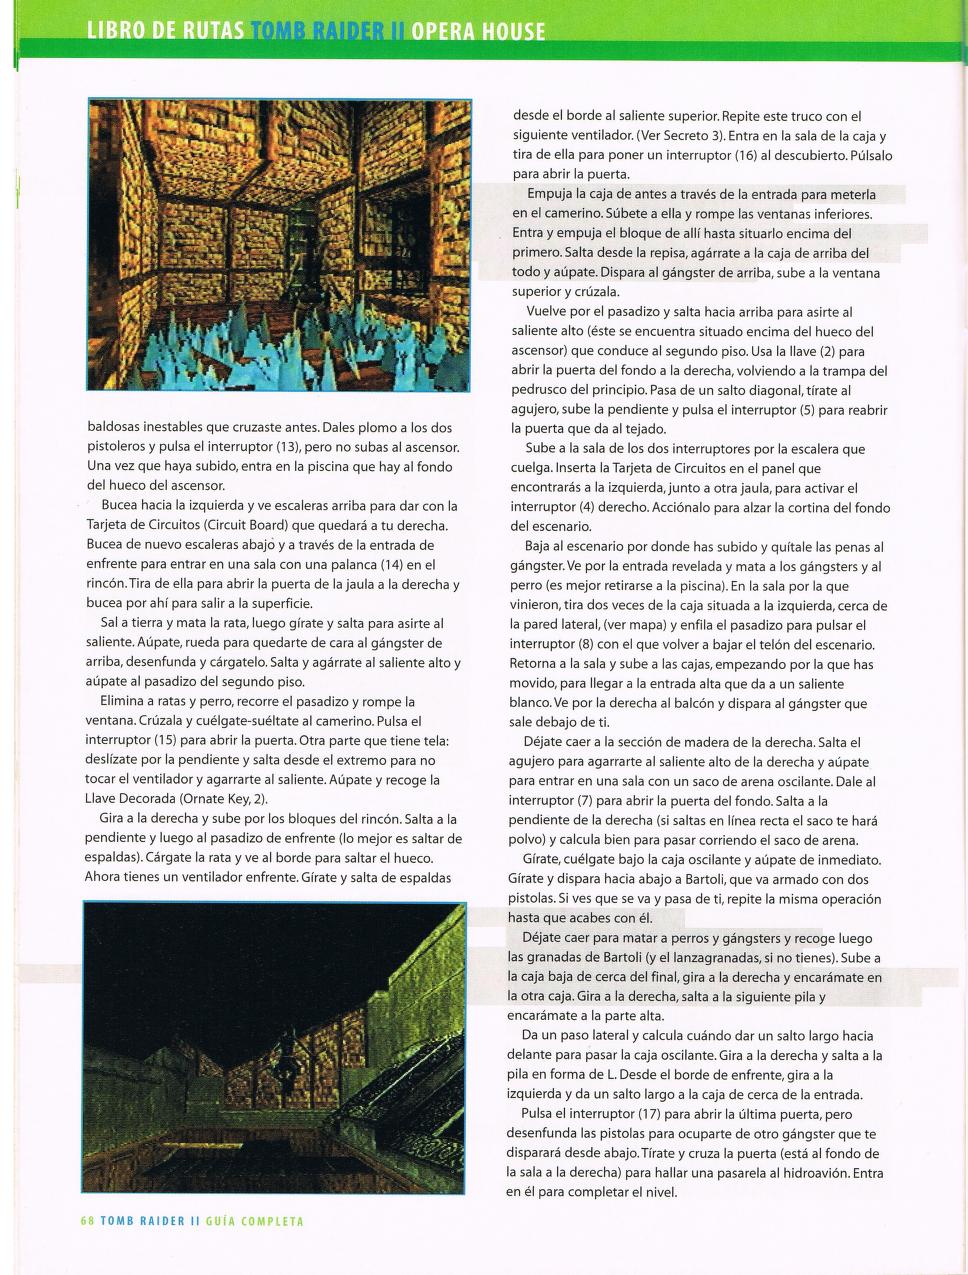 LIBRO DE RUTAS TOMB RAIDER II OPERA HOUSE
baldosas inestables que cruzaste antes. Dales plomo a los dos
pistoleros y pulsa el interruptor (13), pero no subas al ascensor.
Una vez que haya subido, entra en la piscina que hay al fondo
del hueco del ascensor.
Bucea hacia la izquierda y ve escaleras arriba para dar con la
Tarjeta de Circuitos (Circuit Board) que quedará a tu derecha.
Bucea de nuevo escaleras abajo y a través de la entrada de
enfrente para entrar en una sala con una palanca (14) en el
rincón. Tira de ella para abrir la puerta de la jaula a la derecha y
bucea por ahí para salir a la superficie.
Sal a tierra y mata la rata, luego gírate y salta para asirte al
saliente. Aúpate, rueda para quedarte de cara al gángster de
arriba, desenfunda y cárgatelo. Salta y agárrate al saliente alto y
aúpate al pasadizo del segundo piso.
Elimina a ratas y perro, recorre el pasadizo y rompe la
ventana. Crúzala y cuélgate-suéltate al camerino. Pulsa el
interruptor (15) para abrir la puerta. Otra parte que tiene tela:
deslízate por la pendiente y salta desde el extremo para no
tocar el ventilador y agarrarte al saliente. Aúpate y recoge la
Llave Decorada (Ornate Key, 2).
Gira a la derecha y sube por los bloques del rincón. Salta a la
pendiente y luego al pasadizo de enfrente (lo mejor es saltar de
espaldas). Cárgate la rata y ve al borde para saltar el hueco.
Ahora tienes un ventilador enfrente. Gírate y salta de espaldas
desde el borde al saliente superior. Repite este truco con el
siguiente ventilador. (Ver Secreto 3). Entra en la sala de la caja y
tira de ella para poner un interruptor (16) al descubierto. Púlsalo
para abrir la puerta.
Empuja la caja de antes a través de la entrada para meterla
en el camerino. Súbete a ella y rompe las ventanas inferiores.
Entra y empuja el bloque de allí hasta situarlo encima del
primero. Salta desde la repisa, agárrate a la caja de arriba del
todo y aúpate. Dispara al gángster de arriba, sube a la ventana
superior y crúzala.
Vuelve por el pasadizo y salta hacia arriba para asirte al
saliente alto (éste se encuentra situado encima del hueco del
ascensor) que conduce al segundo piso. Usa la llave (2) para
abrir la puerta del fondo a la derecha, volviendo a la trampa del
pedrusco del principio. Pasa de un salto diagonal, tírate al
agujero, sube la pendiente y pulsa el interruptor (5) para reabrir
la puerta que da al tejado.
Sube a la sala de los dos interruptores por la escalera que
cuelga. Inserta la Tarjeta de Circuitos en el panel que
encontrarás a la izquierda, junto a otra jaula, para activar el
interruptor (4) derecho. Acciónalo para alzar la cortina del fondo
del escenario.
Baja al escenario por donde has subido y quítale las penas al
gángster. Ve por la entrada revelada y mata a los gángsters y al
perro (es mejor retirarse a la piscina). En la sala por la que
vinieron, tira dos veces de la caja situada a la izquierda, cerca de
la pared lateral, (ver mapa) y enfila el pasadizo para pulsar el
interruptor (8) con el que volver a bajar el telón del escenario.
Retorna a la sala y sube a las cajas, empezando por la que has
movido, para llegar a la entrada alta que da a un saliente
blanco. Ve por la derecha al balcón y dispara al gángster que
sale debajo de ti.
Déjate caer a la sección de madera de la derecha. Salta el
agujero para agarrarte al saliente alto de la derecha y aúpate
para entrar en una sala con un saco de arena oscilante. Dale al
interruptor (7) para abrir la puerta del fondo. Salta a la
pendiente de la derecha (si saltas en línea recta el saco te hará
polvo) y calcula bien para pasar corriendo el saco de arena.
Gírate, cuélgate bajo la caja oscilante y aúpate de inmediato.
Gírate y dispara hacia abajo a Bartoli, que va armado con dos
pistolas. Si ves que se va y pasa de ti, repite la misma operación
hasta que acabes con él.
Déjate caer para matar a perros y gángsters y recoge luego
las granadas de Bartoli (y el lanzagranadas, si no tienes). Sube a
la caja baja de cerca del final, gira a la derecha y encarámate en
la otra caja. Gira a la derecha, salta a la siguiente pila y
encarámate a la parte alta.
Da un paso lateral y calcula cuándo dar un salto largo hacia
delante para pasar la caja oscilante. Gira a la derecha y salta a la
pila en forma de L. Desde el borde de enfrente, gira a la
izquierda y da un salto largo a la caja de cerca de la entrada.
Pulsa el interruptor (17) para abrir la última puerta, pero
desenfunda las pistolas para ocuparte de otro gángster que te
disparará desde abajo. Tírate y cruza la puerta (está al fondo de
la sala a la derecha) para hallar una pasarela al hidroavión. Entra
en él para completar el nivel.
68 TOMB RAIDER II GUÍA COMPLETA